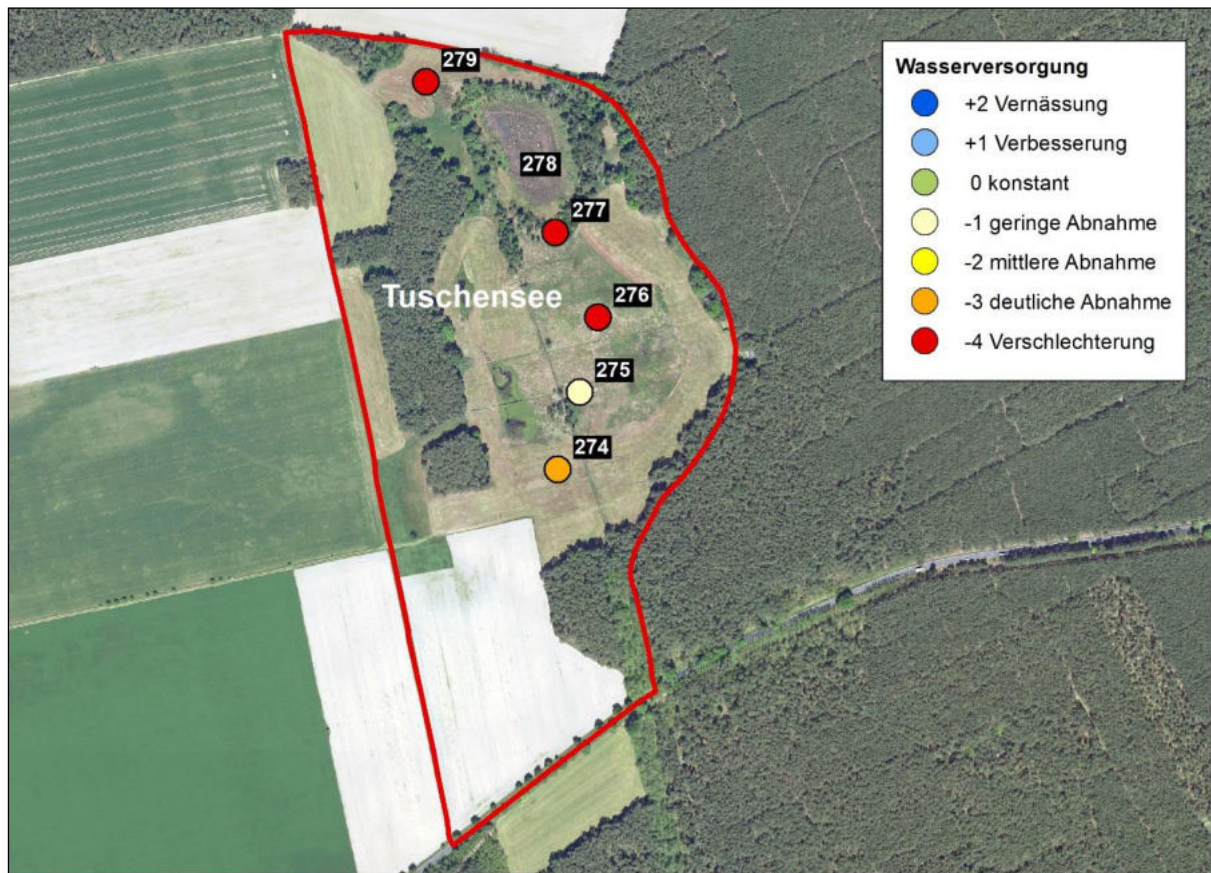 279
278
277
Tuschensee
276
275
274
Wasserversorgung
+2 Vernässung
+1 Verbesserung
0 konstant
-1 geringe Abnahme
-2 mittlere Abnahme
-3 deutliche Abnahme
-4 Verschlechterung